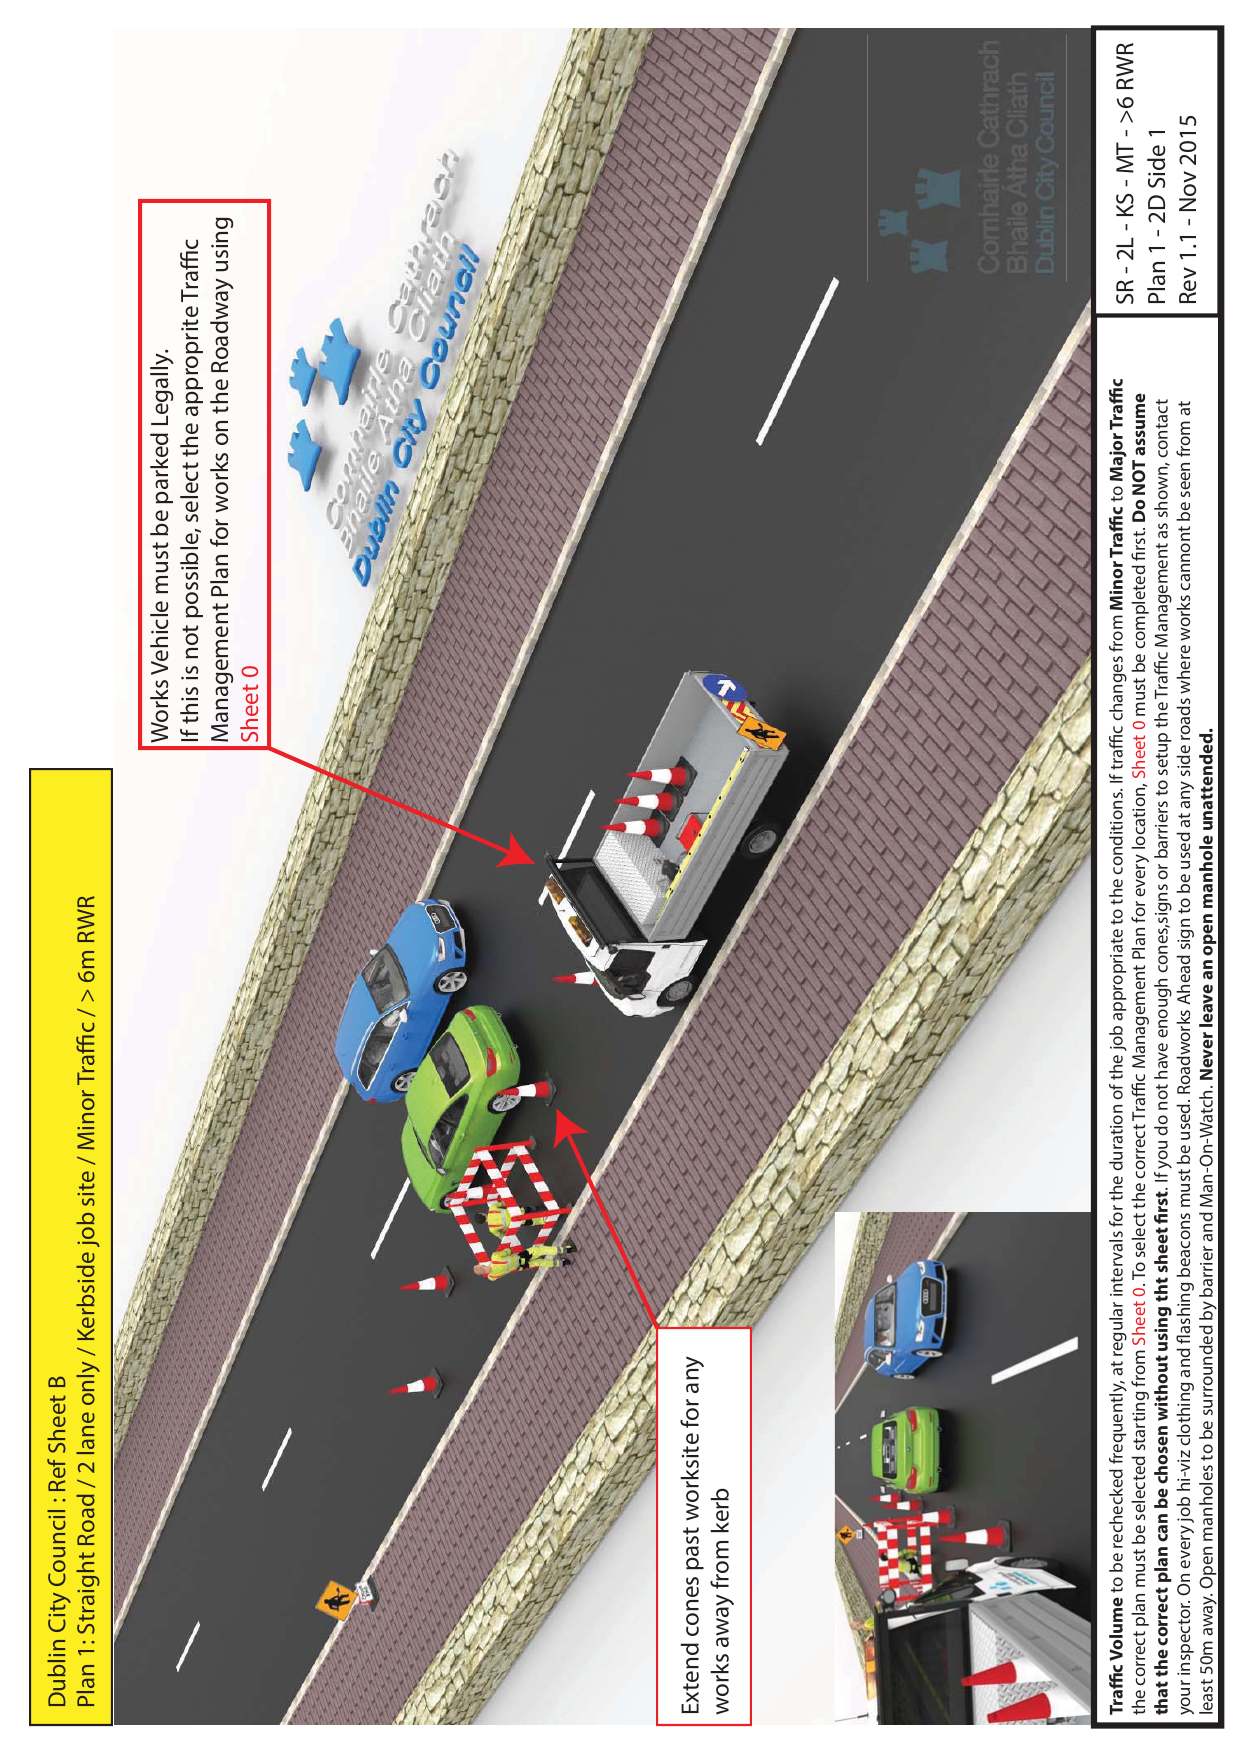 Dublin City Council : Ref Sheet B
Plan 1: Straight Road / 2 lane only / Kerbside job site / Minor Traffic / > 6m RWR
Works Vehicle must be parked Legally.
If this is not possible, select the approprite Traffic
Management Plan for works on the Roadway using
Sheet 0
Comhairle Cathrach
Bhaile Átha Cliath
Dublin City Council
Extend cones past worksite for any
works away from kerb
Comhairle Cathrach
Bhaile Átha Cliath
Dublin City Council
Traffic Volume to be rechecked frequently, at regular intervals for the duration of the job appropriate to the conditions. If traffic changes from Minor Traffic to Major Traffic
the correct plan must be selected starting from Sheet 0. To select the correct Traffic Management Plan for every location, Sheet 0 must be completed first. Do NOT assume
that the correct plan can be chosen without using tht sheet first. If you do not have enough cones,signs or barriers to setup the Traffic Management as shown, contact
your inspector. On every job hi-viz clothing and flashing beacons must be used. Roadworks Ahead sign to be used at any side roads where works cannont be seen from at
least 50m away. Open manholes to be surrounded by barrier and Man-On-Watch. Never leave an open manhole unattended.
SR - 2L - KS - MT - >6 RWR
Plan 1 - 2D Side 1
Rev 1.1 - Nov 2015